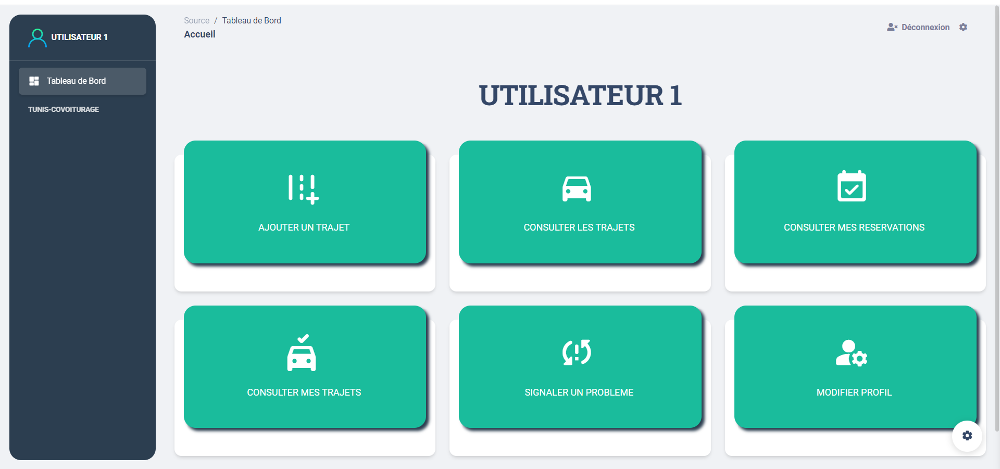 UTILISATEUR 1
Tableau de Bord
TUNIS-COVOITURAGE
Source / Tableau de Bord
Accueil
Déconnexion
UTILISATEUR 1
AJOUTER UN TRAJET
CONSULTER LES TRAJETS
CONSULTER MES RESERVATIONS
CONSULTER MES TRAJETS
SIGNALER UN PROBLEME
MODIFIER PROFIL